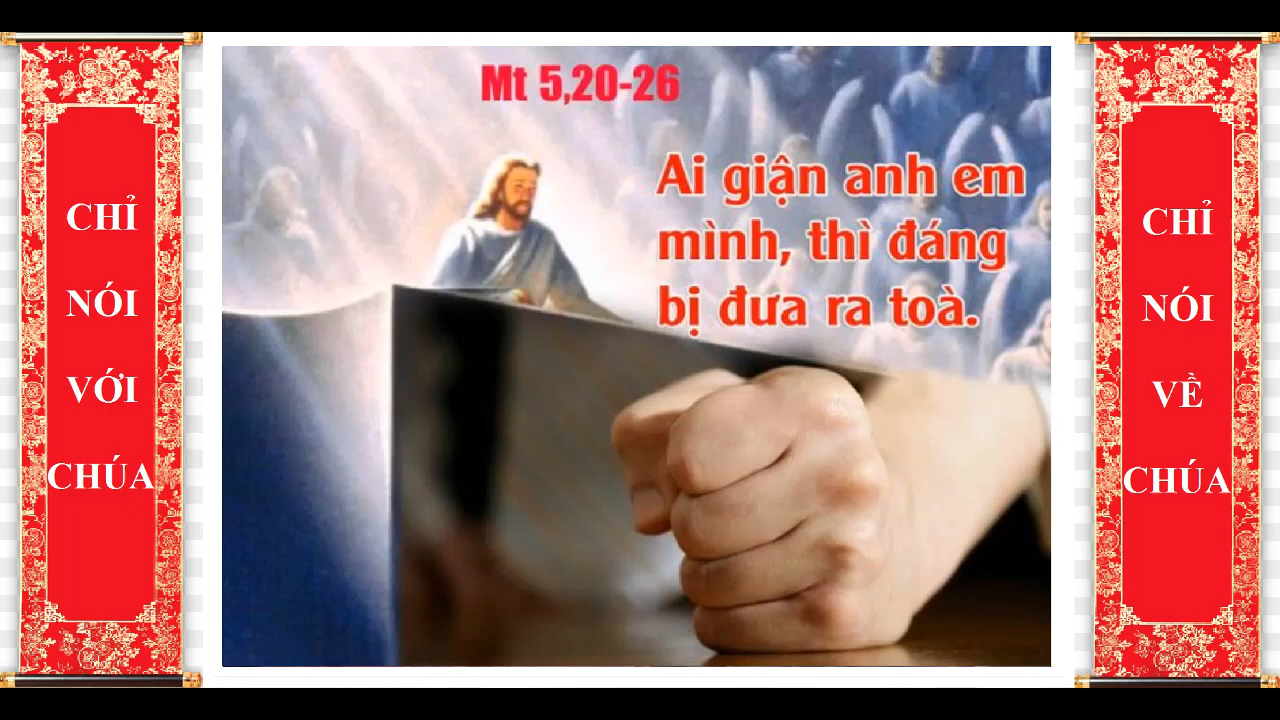 CHỈ
NÓI
VỚI
CHÚA
Mt 5,20-26
Ai giận anh em
mình, thì đáng
bị đưa ra toà.
CHỈ
NÓI
VỀ
CHÚA